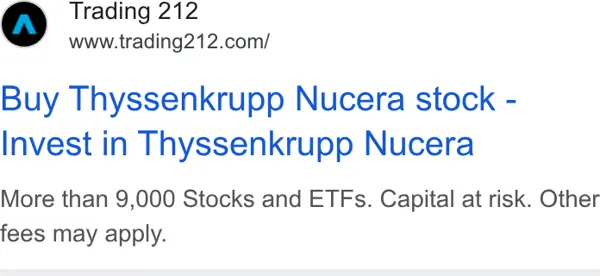 Trading 212
www.trading212.com/
Buy Thyssenkrupp Nucera stock -
Invest in Thyssenkrupp Nucera
More than 9,000 Stocks and ETFs. Capital at risk. Other
fees may apply.